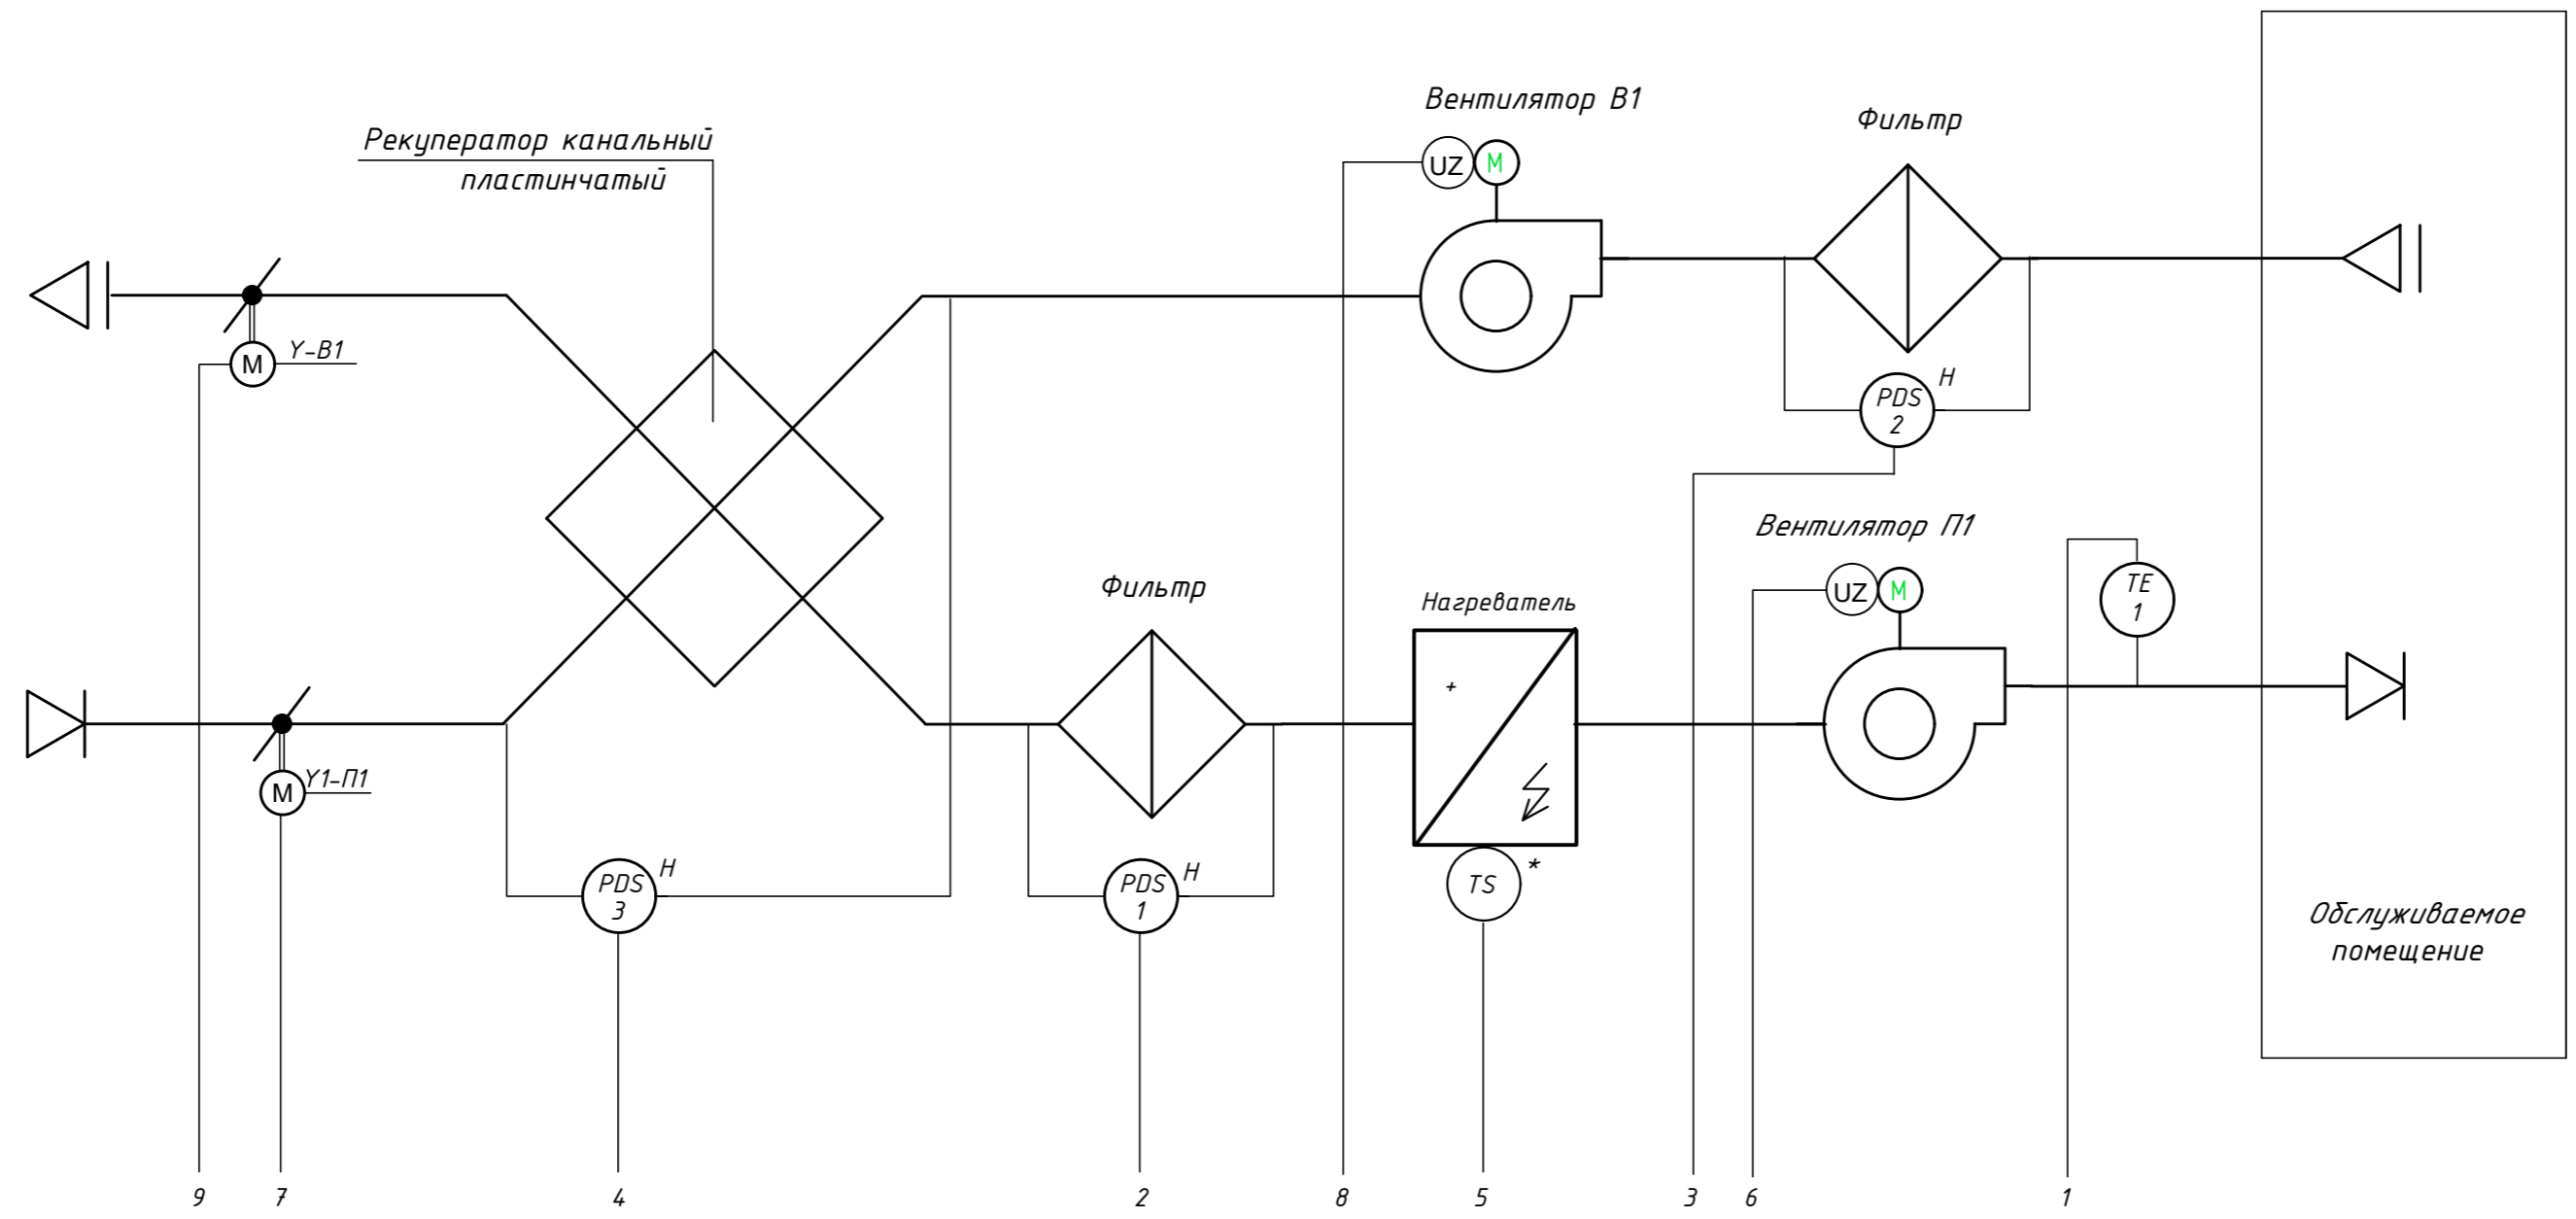 Вентилятор В1
Фильтр
Рекуператор канальный
пластинчатый
UZ
M
Y-В1
M
PDS
2
H
Вентилятор П1
Фильтр
Нагреватель
UZ
M
TE
1
+
Y1-П1
M
PDS
3
H
PDS
1
H
TS
*
Обслуживаемое
помещение
9
7
4
2
8
5
3
6
1